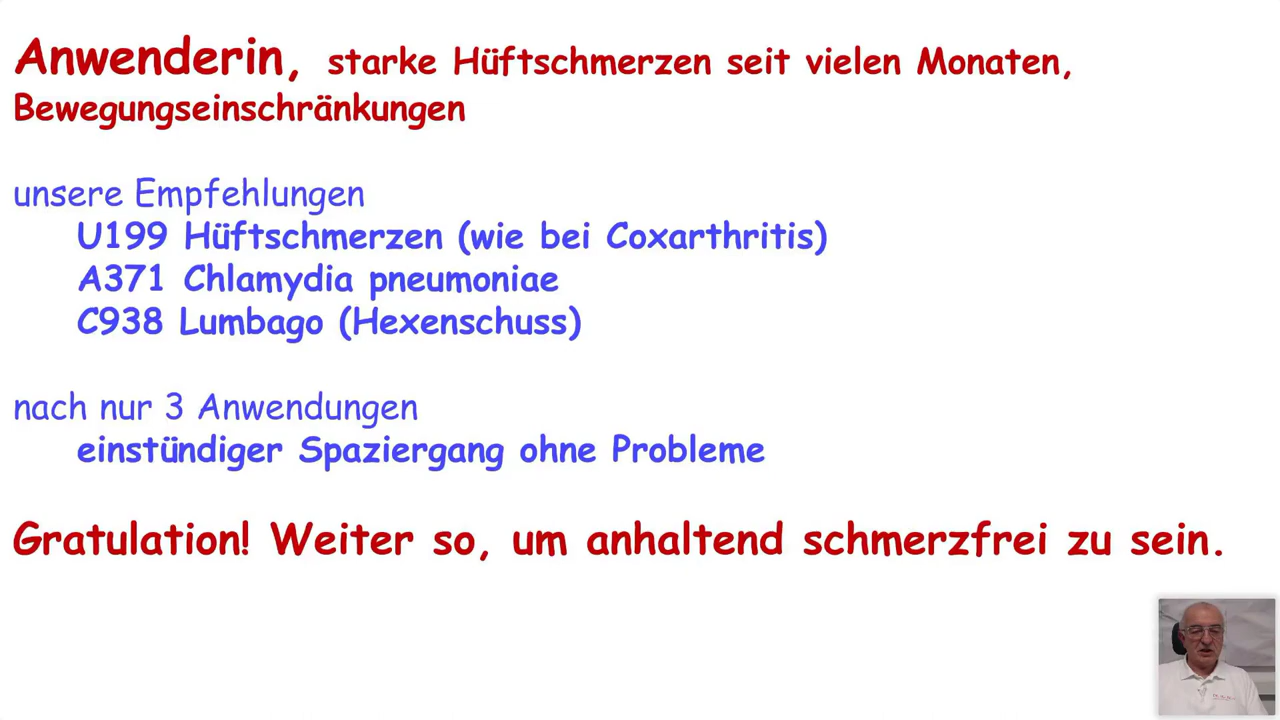 Anwenderin, starke Hüftschmerzen seit vielen Monaten,
Bewegungseinschränkungen
unsere Empfehlungen
U199 Hüftschmerzen (wie bei Coxarthritis)
A371 Chlamydia pneumoniae
C938 Lumbago (Hexenschuss)
nach nur 3 Anwendungen
einstündiger Spaziergang ohne Probleme
Gratulation! Weiter so, um anhaltend schmerzfrei zu sein.